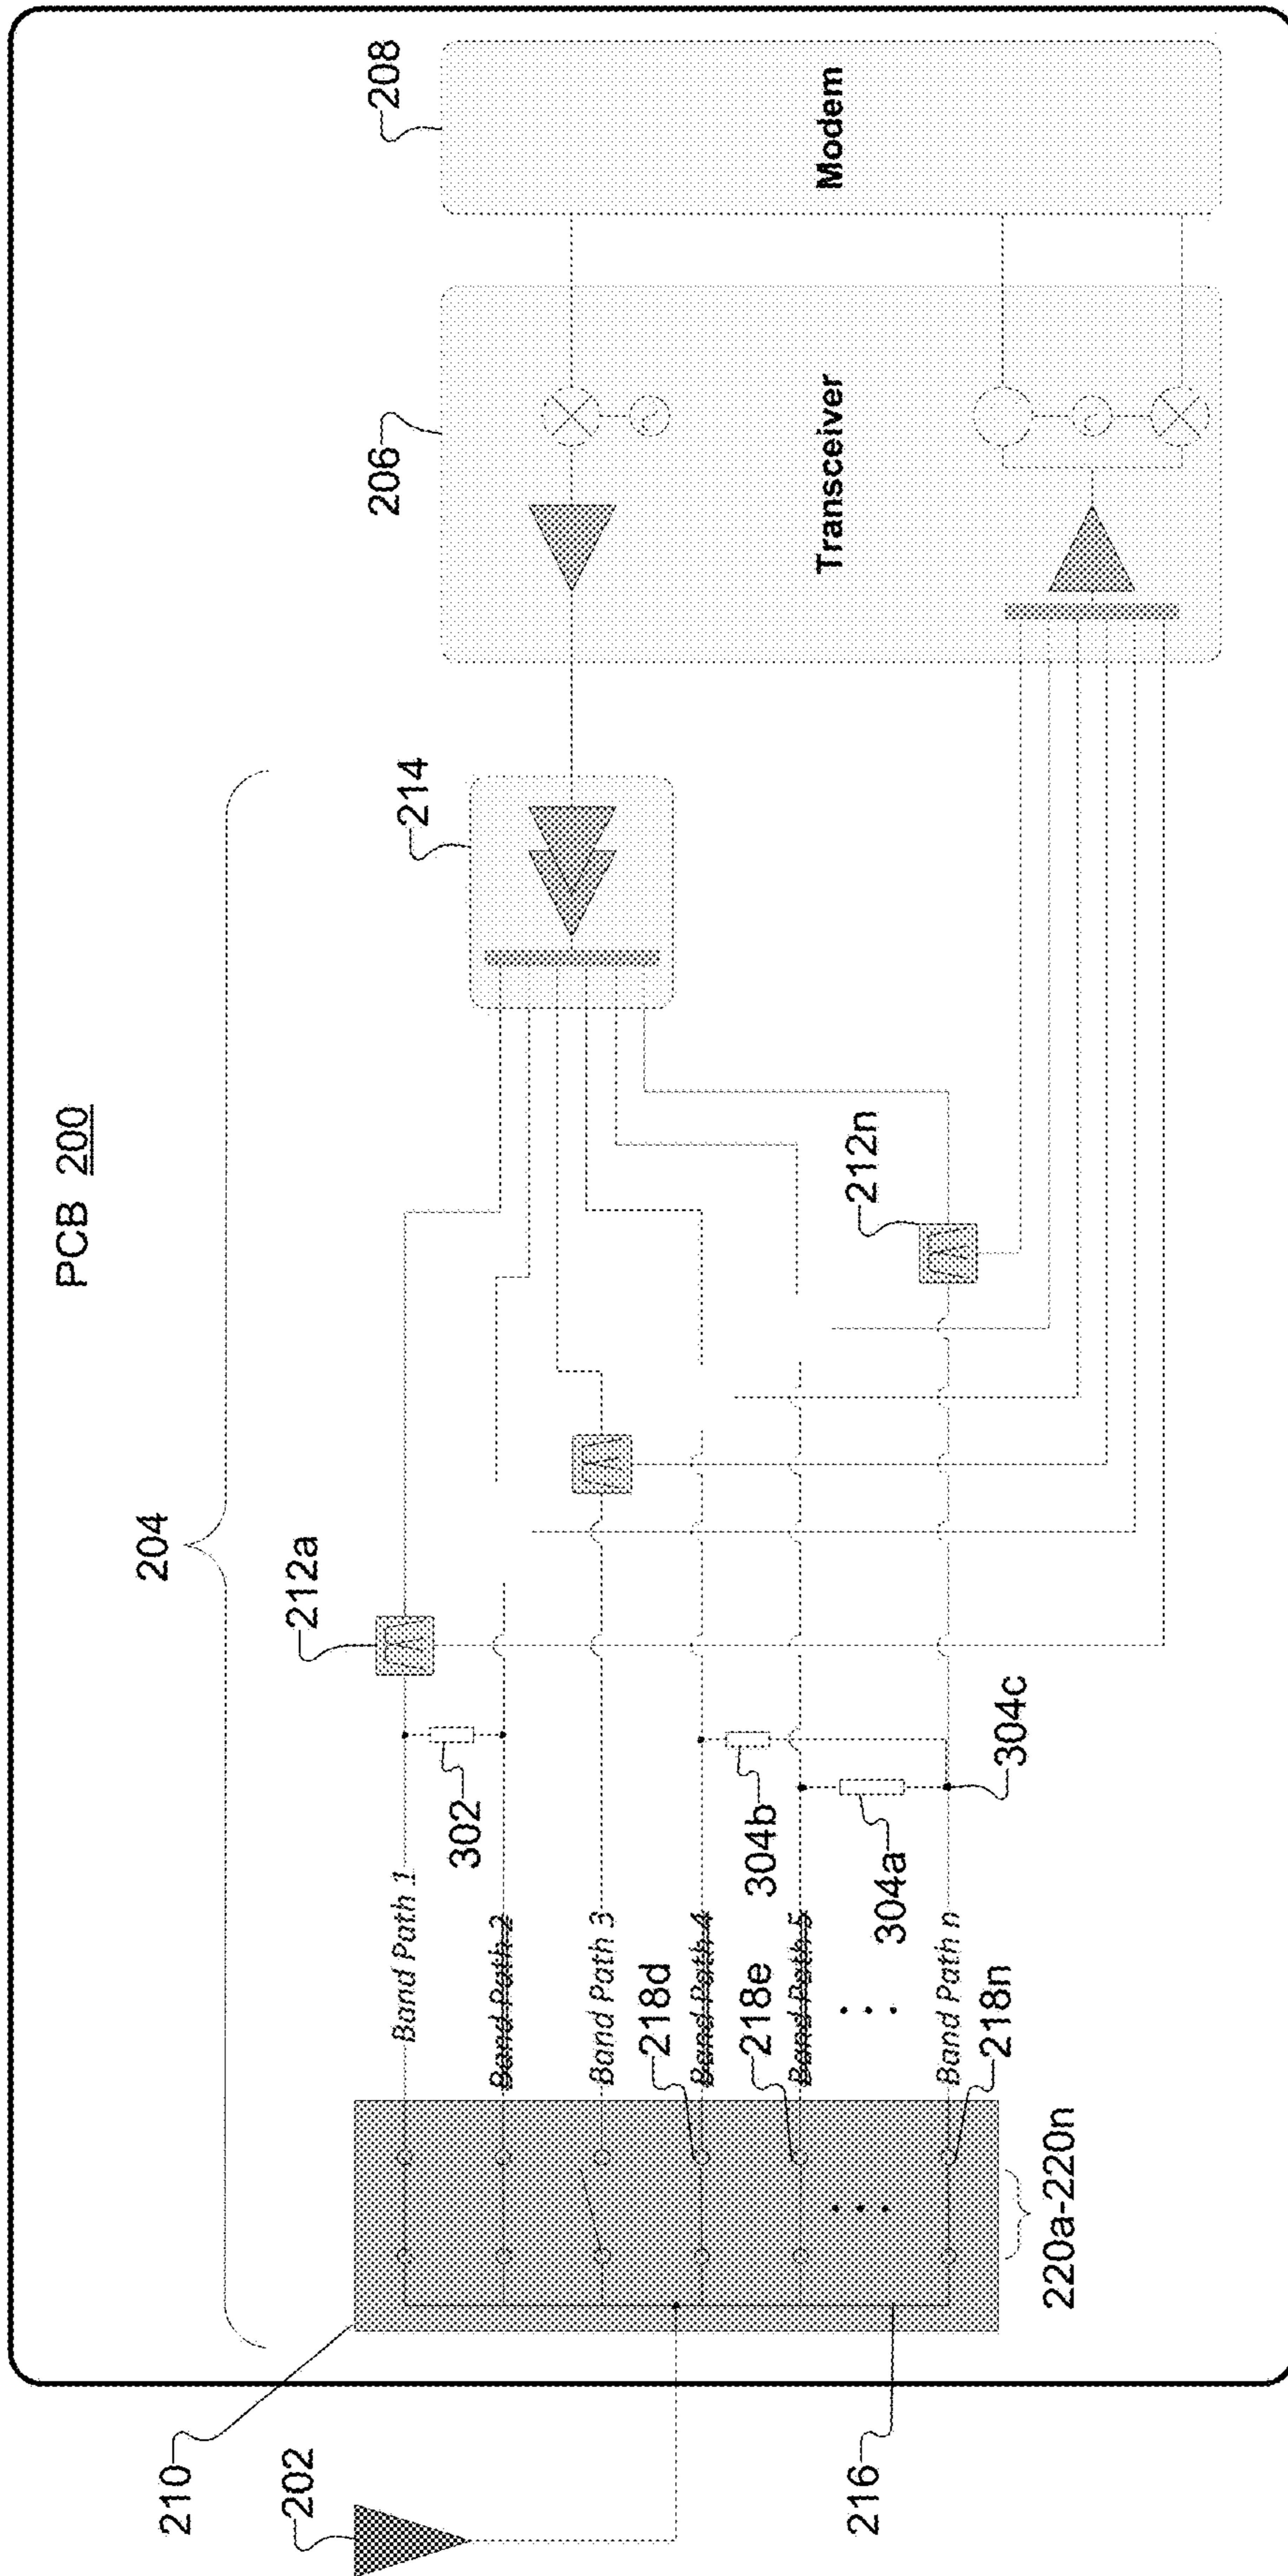 PCB 200
204
210
202
212a
214
206
208
Band Path 1
Band Path 2
Band Path 3
Band Path 4
Band Path 5
Band Path n
302
304b
304a
304c
218d
218e
218n
212n
Transceiver
Modem
216
220a-220n